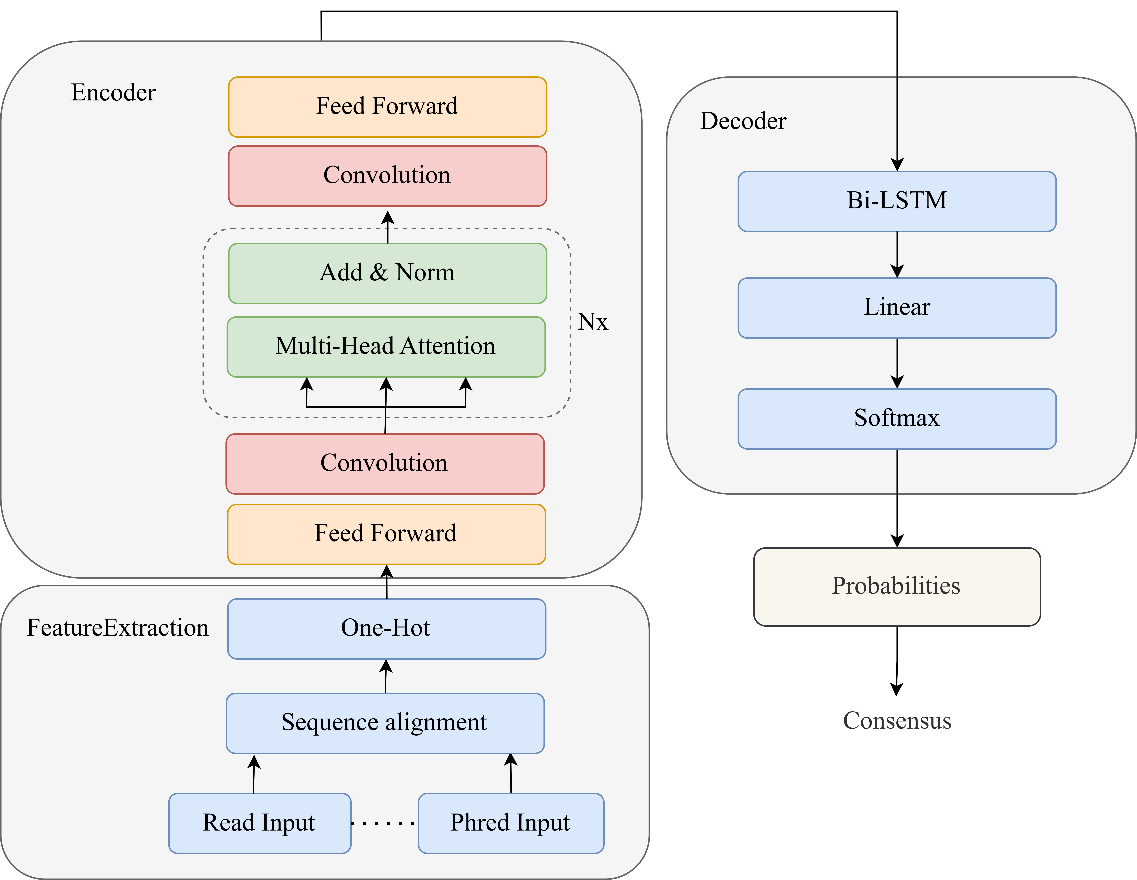 Encoder
Feed Forward
Convolution
Add & Norm
Nx
Multi-Head Attention
Convolution
Feed Forward
FeatureExtraction
One-Hot
Sequence alignment
Read Input
Phred Input
Decoder
Bi-LSTM
Linear
Softmax
Probabilities
Consensus